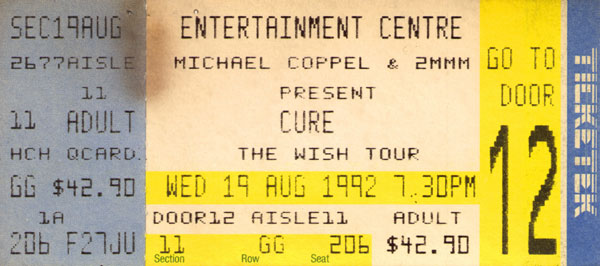 SEC19AUG
2677AISLE
11
11 ADULT
HCH QCARD
GG $42.90
1A
206 F27JU
ENTERTAINMENT CENTRE
MICHAEL COPPEL & 2MMM
PRESENT
CURE
THE WISH TOUR
WED 19 AUG 1992 7.30PM
DOOR12 AISLE11 ADULT
11 GG 206 $42.90
Section Row Seat
GO TO
DOOR
12
TICKETEK